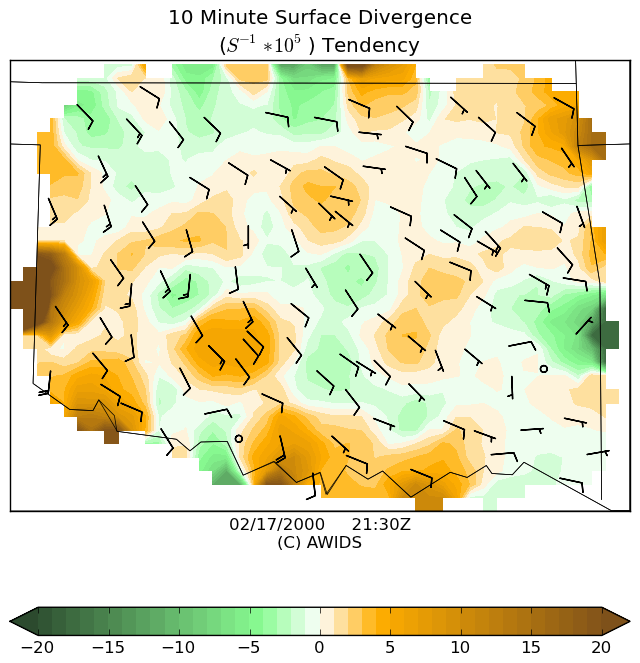 10 Minute Surface Divergence
(S⁻¹ *10⁵ ) Tendency
02/17/2000 21:30Z
(C) AWIDS
−20 −15 −10 −5 0 5 10 15 20